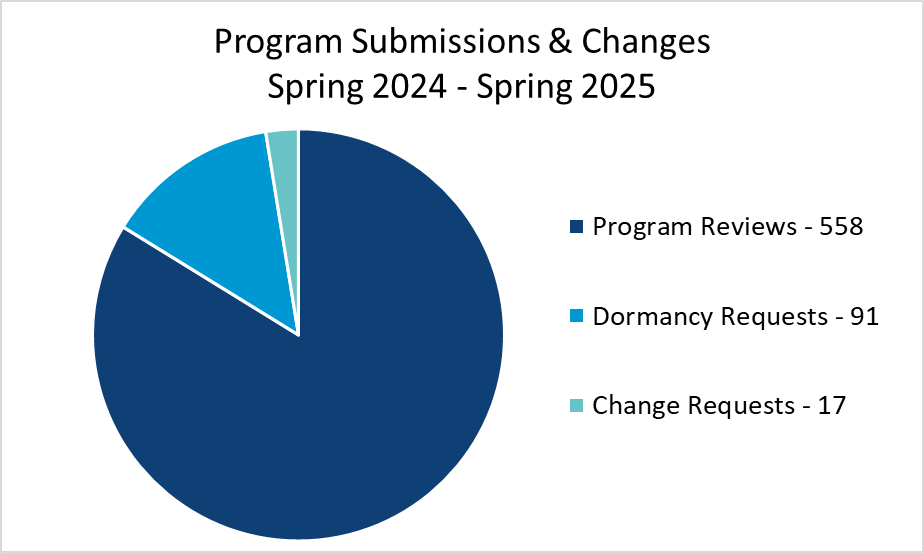 Program Submissions & Changes
Spring 2024 - Spring 2025
Program Reviews - 558
Dormancy Requests - 91
Change Requests - 17